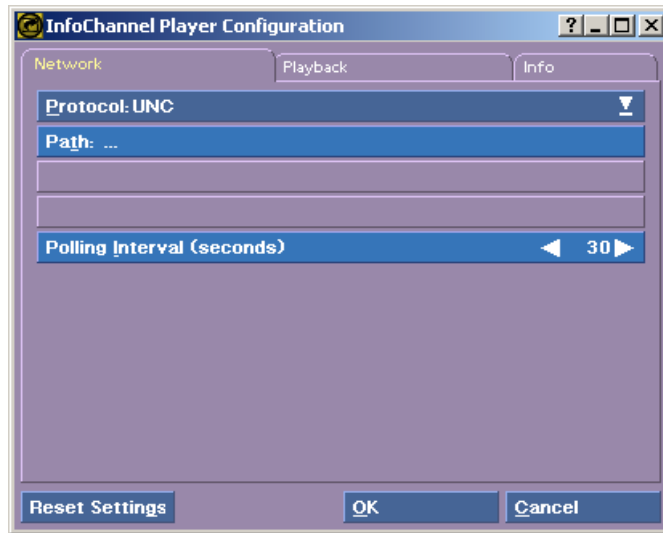 InfoChannel Player Configuration
Network Playback Info
Protocol: UNC
Path: ...
Polling Interval (seconds) 30
Reset Settings OK Cancel